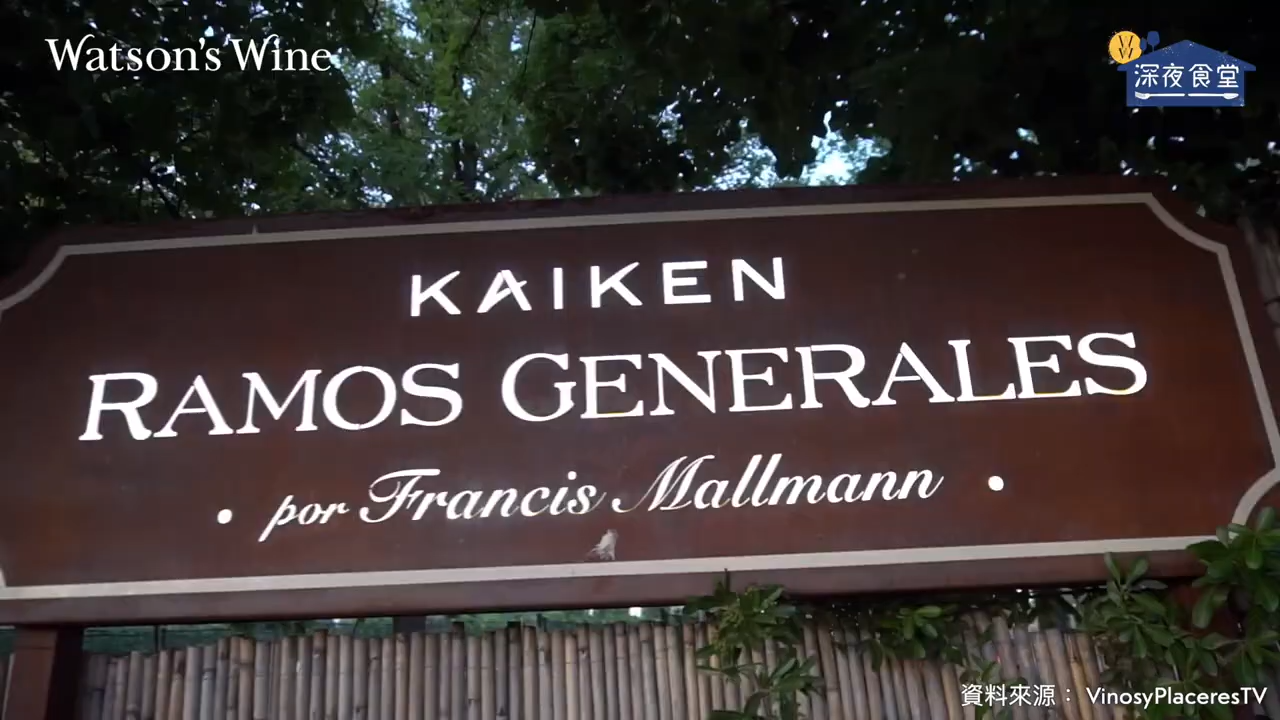 Watson's Wine
深夜食堂
KAIKEN
RAMOS GENERALES
· por Francis Mallmann ·
資料來源： VinosyPlaceresTV